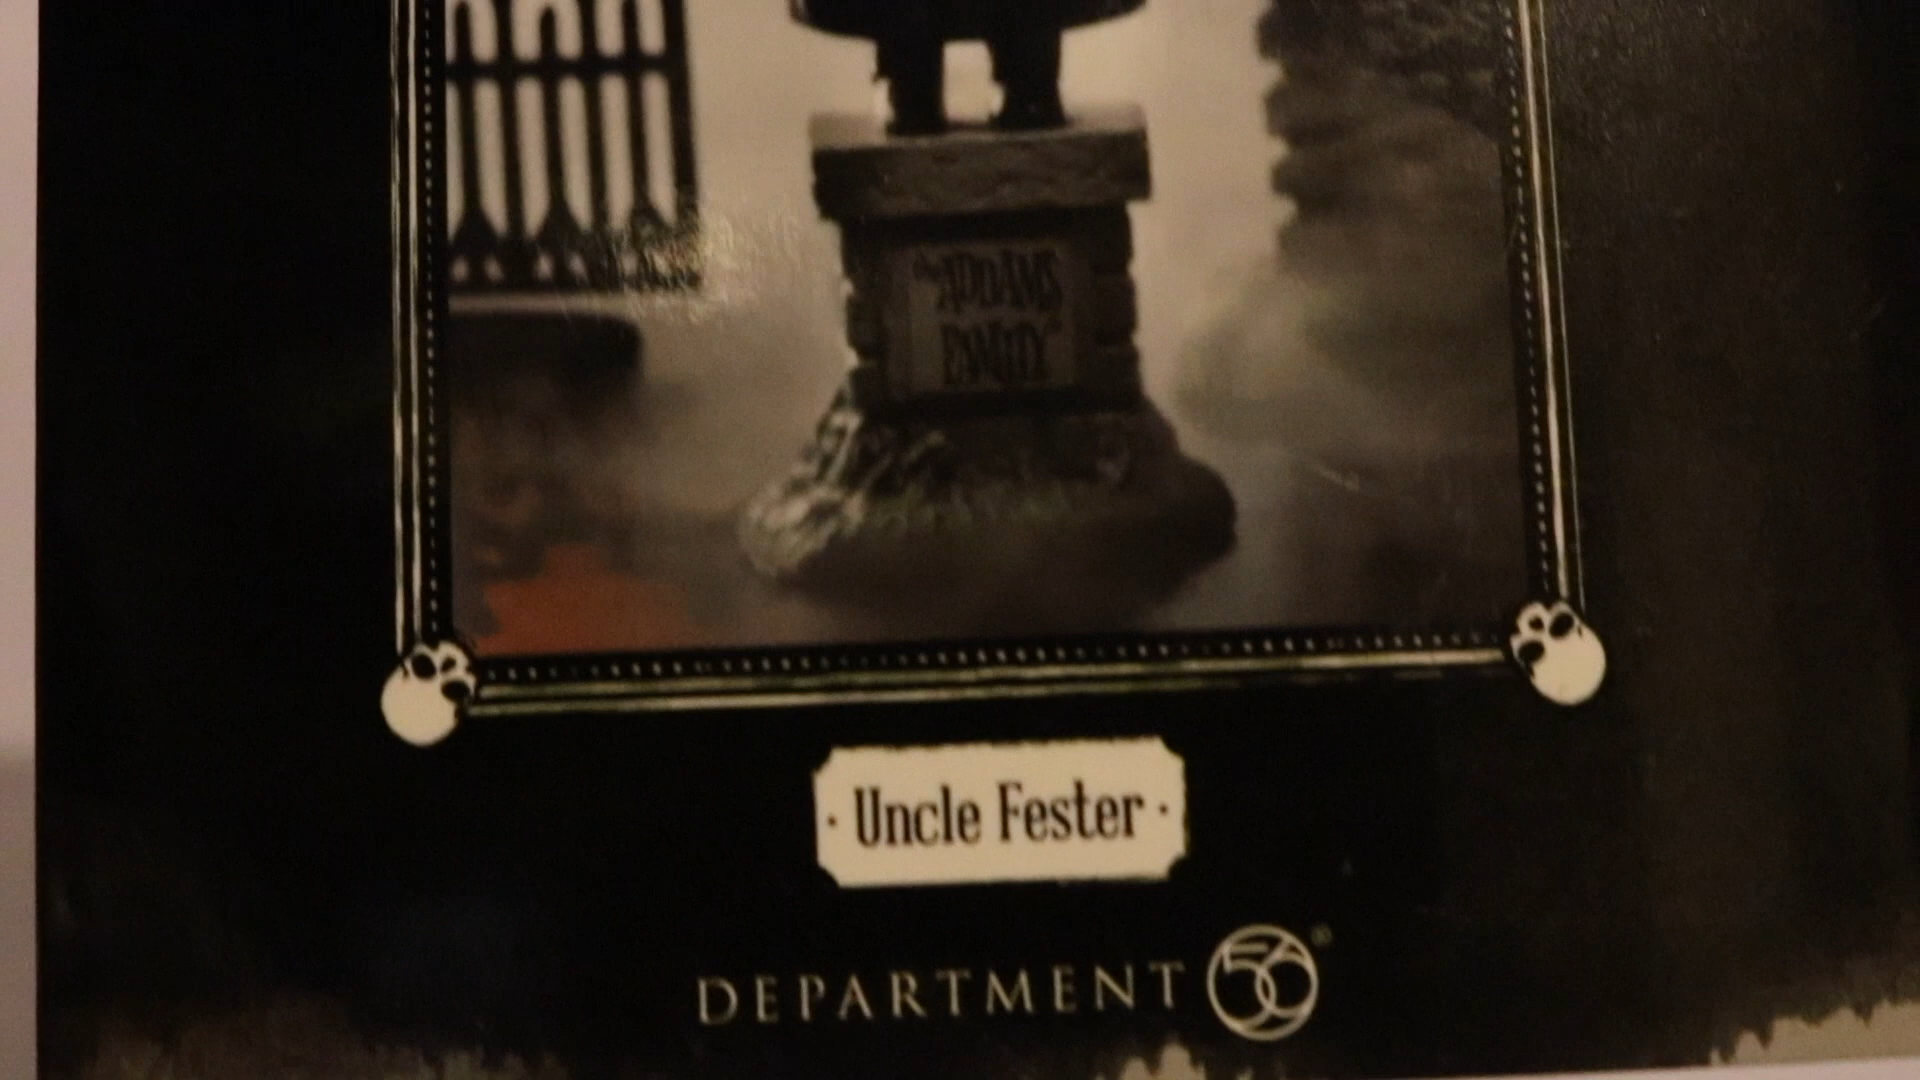 The ADDAMS
FAMILY
· Uncle Fester ·
DEPARTMENT 56®